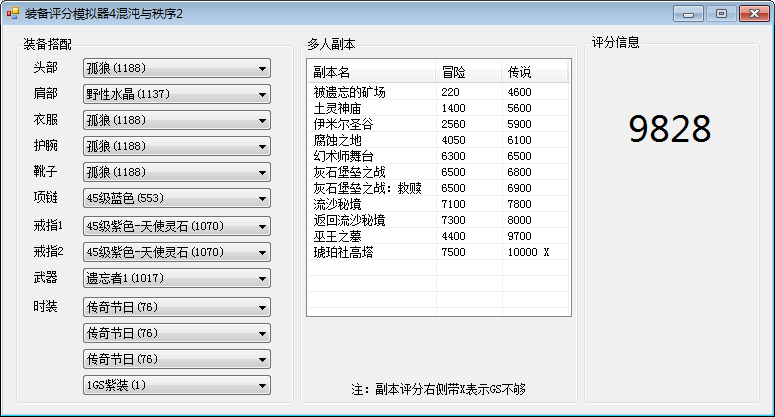 装备评分模拟器4混沌与秩序2
装备搭配
头部 孤狼(1188)
肩部 野性水晶(1137)
衣服 孤狼(1188)
护腕 孤狼(1188)
靴子 孤狼(1188)
项链 45级蓝色(553)
戒指1 45级紫色-天使灵石(1070)
戒指2 45级紫色-天使灵石(1070)
武器 遗忘者1(1017)
时装 传奇节日(76)
传奇节日(76)
传奇节日(76)
1GS紫装(1)
多人副本
副本名 冒险 传说
被遗忘的矿场 220 4600
土灵神庙 1400 5600
伊米尔圣谷 2560 5900
腐蚀之地 4050 6100
幻术师舞台 6300 6500
灰石堡垒之战 6500 6800
灰石堡垒之战：救赎 6500 6900
流沙秘境 7100 7800
返回流沙秘境 7300 8000
巫王之墓 4400 9700
琥珀社高塔 7500 10000 X
注：副本评分右侧带X表示GS不够
评分信息
9828